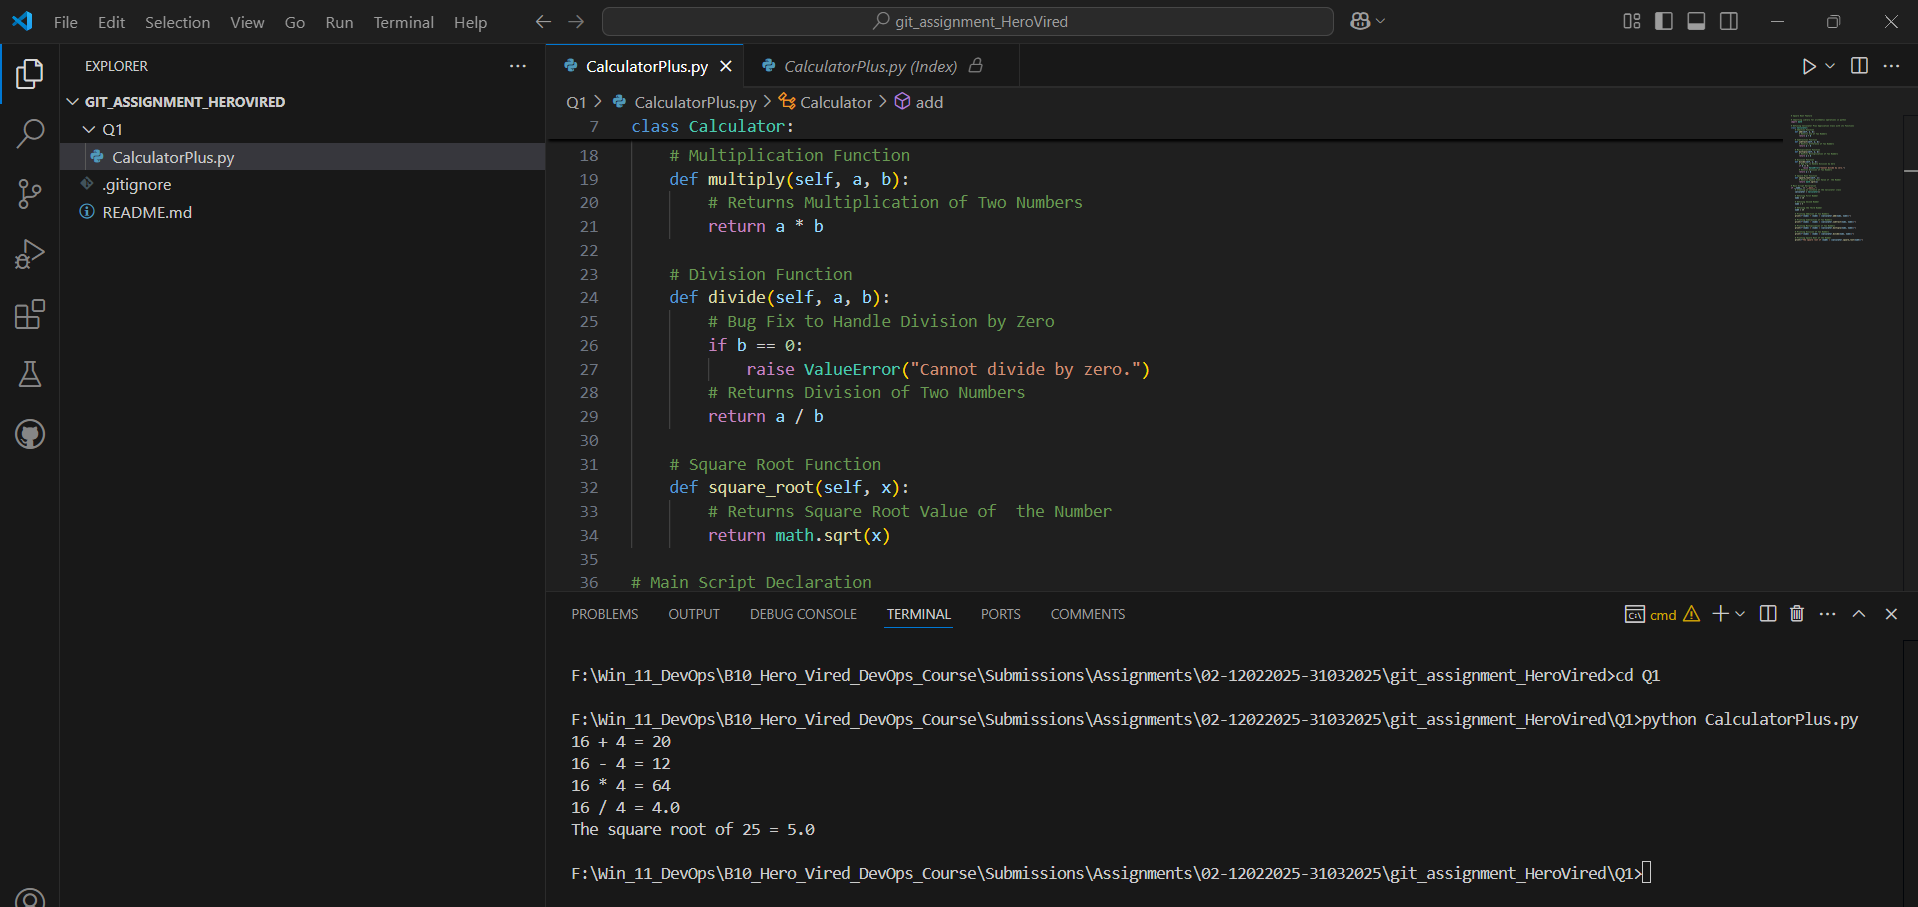 File Edit Selection View Go Run Terminal Help
git_assignment_HeroVired
EXPLORER
GIT_ASSIGNMENT_HEROVIRED
Q1
CalculatorPlus.py
.gitignore
README.md
CalculatorPlus.py
CalculatorPlus.py (Index)
Q1 > CalculatorPlus.py > Calculator > add
7 class Calculator:
18 # Multiplication Function
19 def multiply(self, a, b):
20 # Returns Multiplication of Two Numbers
21 return a * b
22
23 # Division Function
24 def divide(self, a, b):
25 # Bug Fix to Handle Division by Zero
26 if b == 0:
27 raise ValueError("Cannot divide by zero.")
28 # Returns Division of Two Numbers
29 return a / b
30
31 # Square Root Function
32 def square_root(self, x):
33 # Returns Square Root Value of  the Number
34 return math.sqrt(x)
35
36 # Main Script Declaration
PROBLEMS OUTPUT DEBUG CONSOLE TERMINAL PORTS COMMENTS
cmd
F:\Win_11_DevOps\B10_Hero_Vired_DevOps_Course\Submissions\Assignments\02-12022025-31032025\git_assignment_HeroVired>cd Q1
F:\Win_11_DevOps\B10_Hero_Vired_DevOps_Course\Submissions\Assignments\02-12022025-31032025\git_assignment_HeroVired\Q1>python CalculatorPlus.py
16 + 4 = 20
16 - 4 = 12
16 * 4 = 64
16 / 4 = 4.0
The square root of 25 = 5.0
F:\Win_11_DevOps\B10_Hero_Vired_DevOps_Course\Submissions\Assignments\02-12022025-31032025\git_assignment_HeroVired\Q1>